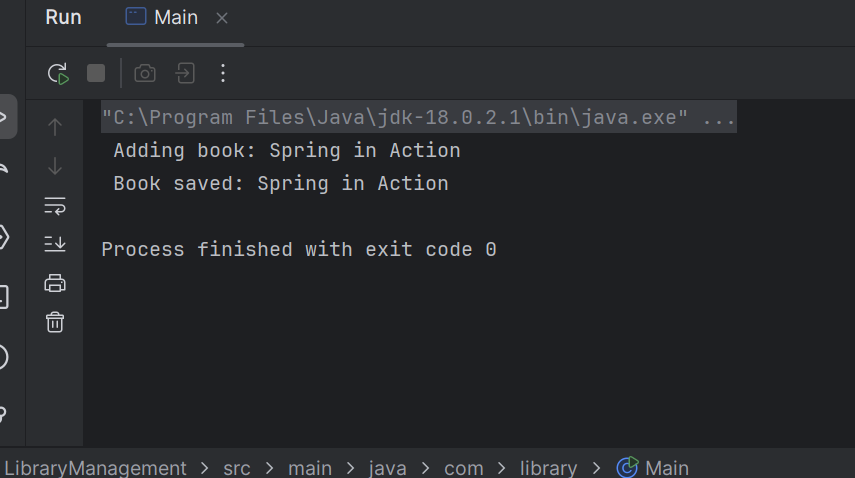 Run Main
"C:\Program Files\Java\jdk-18.0.2.1\bin\java.exe" ...
Adding book: Spring in Action
Book saved: Spring in Action
Process finished with exit code 0
LibraryManagement > src > main > java > com > library > Main